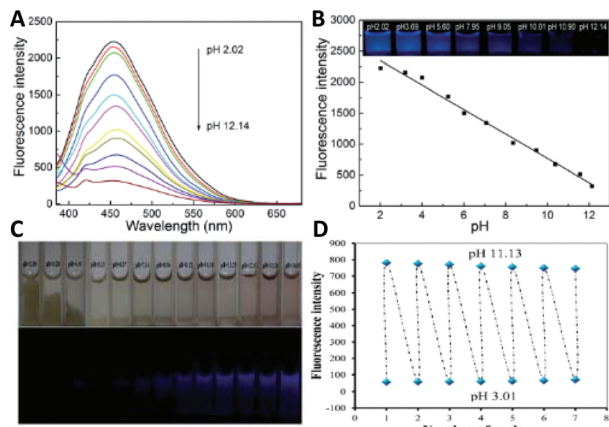 A
Fluorescence intensity
2500
2000
1500
1000
500
0
pH 2.02
pH 12.14
400 450 500 550 600 650
Wavelength (nm)
B
Fluorescence intensity
3000
2500
2000
1500
1000
500
0
pH2.02 pH3.69 pH 5.60 pH 7.95 pH 9.05 pH 10.01 pH 10.90 pH 12.14
2 4 6 8 10 12
pH
C
D
Fluorescence intensity
900
800
700
600
500
400
300
200
100
0
-100
pH 11.13
pH 3.01
0 1 2 3 4 5 6 7 8